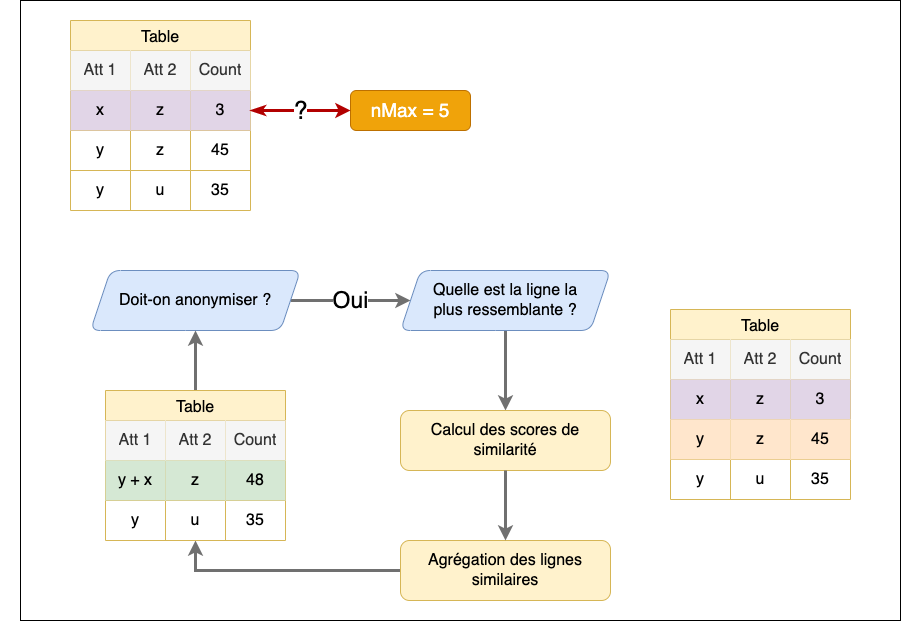 Table
Att 1 Att 2 Count
x z 3
? nMax = 5
y z 45
y u 35
Doit-on anonymiser ?
Oui
Quelle est la ligne la
plus ressemblante ?
Table
Att 1 Att 2 Count
x z 3
y z 45
y u 35
Calcul des scores de
similarité
Agrégation des lignes
similaires
Table
Att 1 Att 2 Count
y + x z 48
y u 35